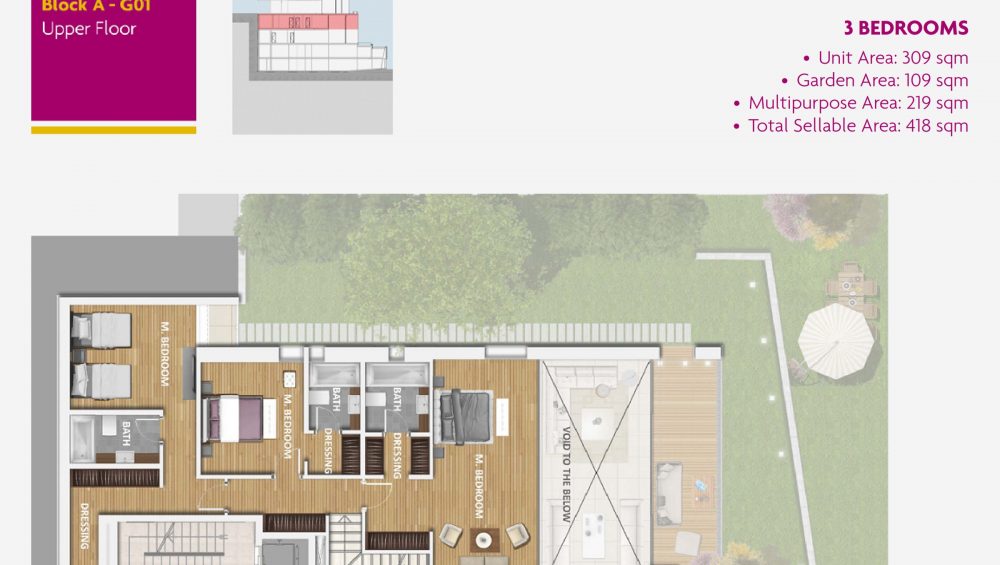 Block A - G01
Upper Floor
3 BEDROOMS
• Unit Area: 309 sqm
• Garden Area: 109 sqm
• Multipurpose Area: 219 sqm
• Total Sellable Area: 418 sqm
M. BEDROOM
BATH
DRESSING
M. BEDROOM
BATH
DRESSING
BATH
DRESSING
M. BEDROOM
VOID TO THE BELOW